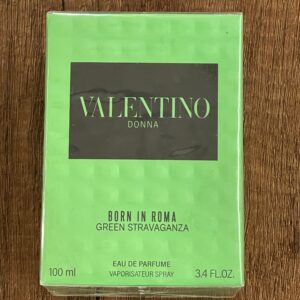 VALENTINO
DONNA
BORN IN ROMA
GREEN STRAVAGANZA
EAU DE PARFUME
VAPORISATEUR SPRAY
100 ml 3.4 FL.OZ.